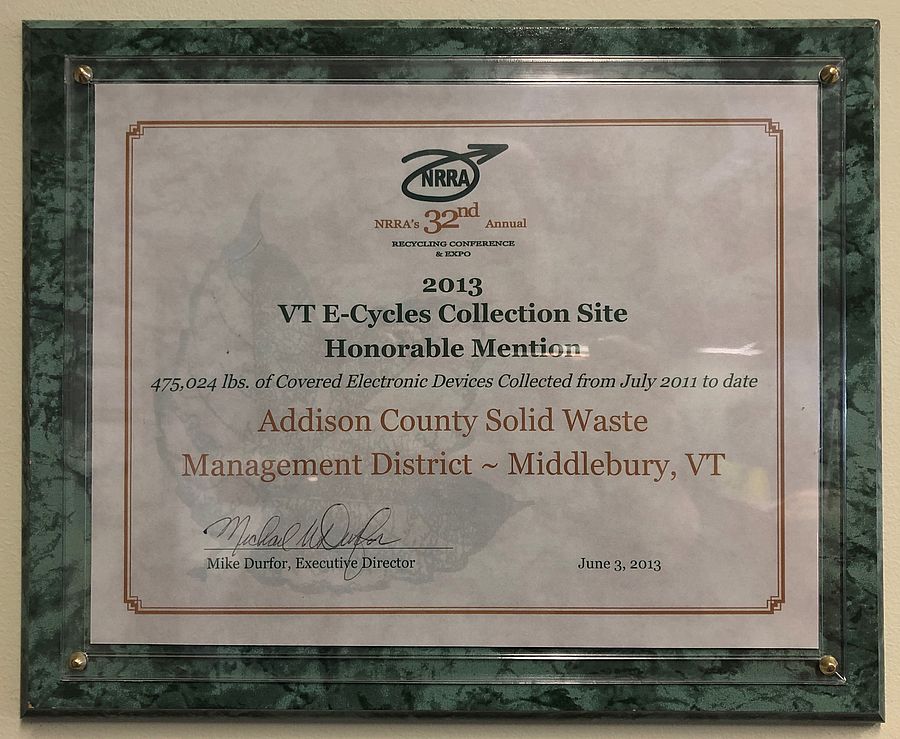 NRRA
NRRA's 32nd Annual
RECYCLING CONFERENCE
& EXPO
2013
VT E-Cycles Collection Site
Honorable Mention
475,024 lbs. of Covered Electronic Devices Collected from July 2011 to date
Addison County Solid Waste
Management District ~ Middlebury, VT
Michael W Durfor
Mike Durfor, Executive Director June 3, 2013